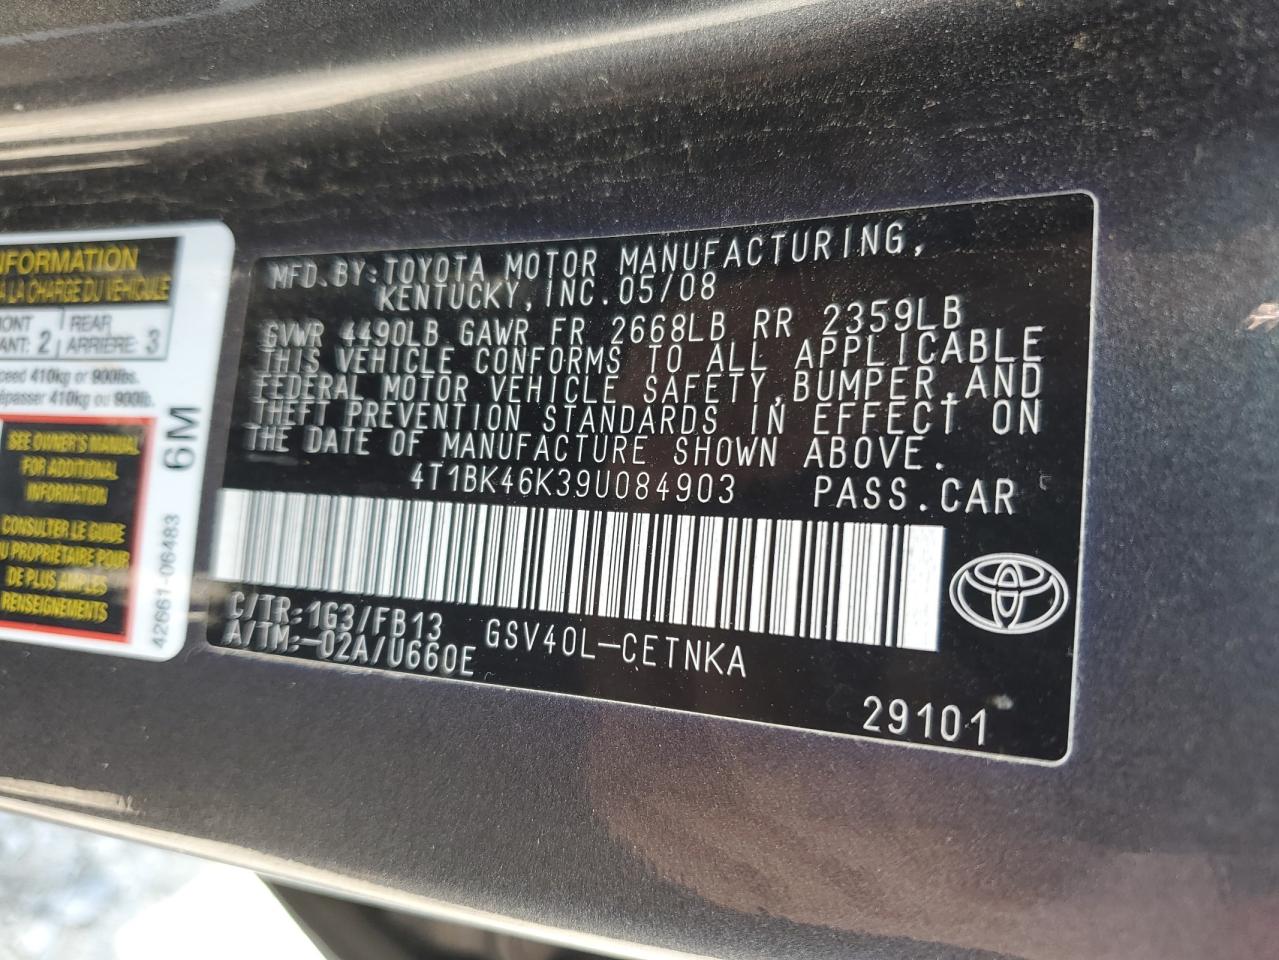 NFORMATION
A LA CHARGE DU VÉHICULE
2 | REAR
ARRIÈRE: 3
410kg or 900lbs.
410kg ou 900lb.
SEE OWNER'S MANUAL
FOR ADDITIONAL
INFORMATION
CONSULTER LE GUIDE
U PROPRIÉTAIRE POUR
DE PLUS AMPLES
RENSEIGNEMENTS
6M
42661-06483
MFD.BY:TOYOTA MOTOR MANUFACTURING,
KENTUCKY,INC.05/08
GVWR 4490LB GAWR FR 2668LB RR 2359LB
THIS VEHICLE CONFORMS TO ALL APPLICABLE
FEDERAL MOTOR VEHICLE SAFETY,BUMPER,AND
THEFT PREVENTION STANDARDS IN EFFECT ON
THE DATE OF MANUFACTURE SHOWN ABOVE.
4T1BK46K39U084903 PASS.CAR
C/TR:1G3/FB13 GSV40L-CETNKA
A/TM:-02A/U660E
29101